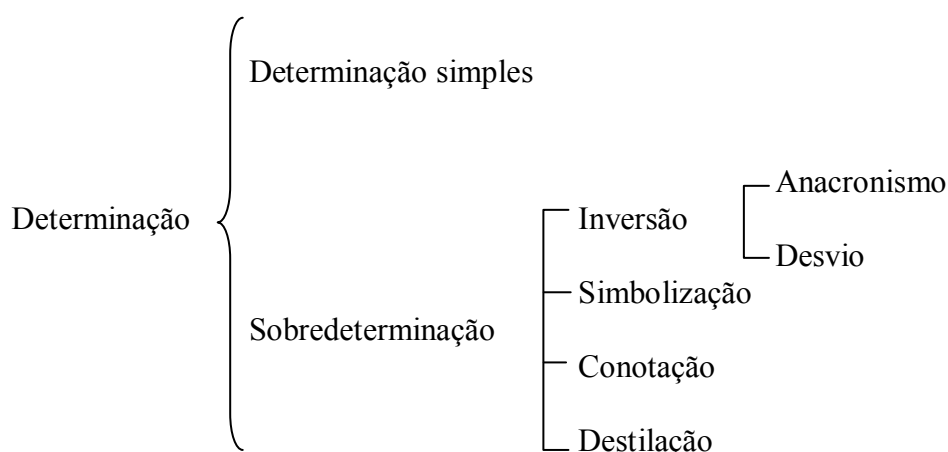 Determinação simples
Anacronismo
Determinação
Inversão
Desvio
Simbolização
Sobredeterminação
Conotação
Destilação